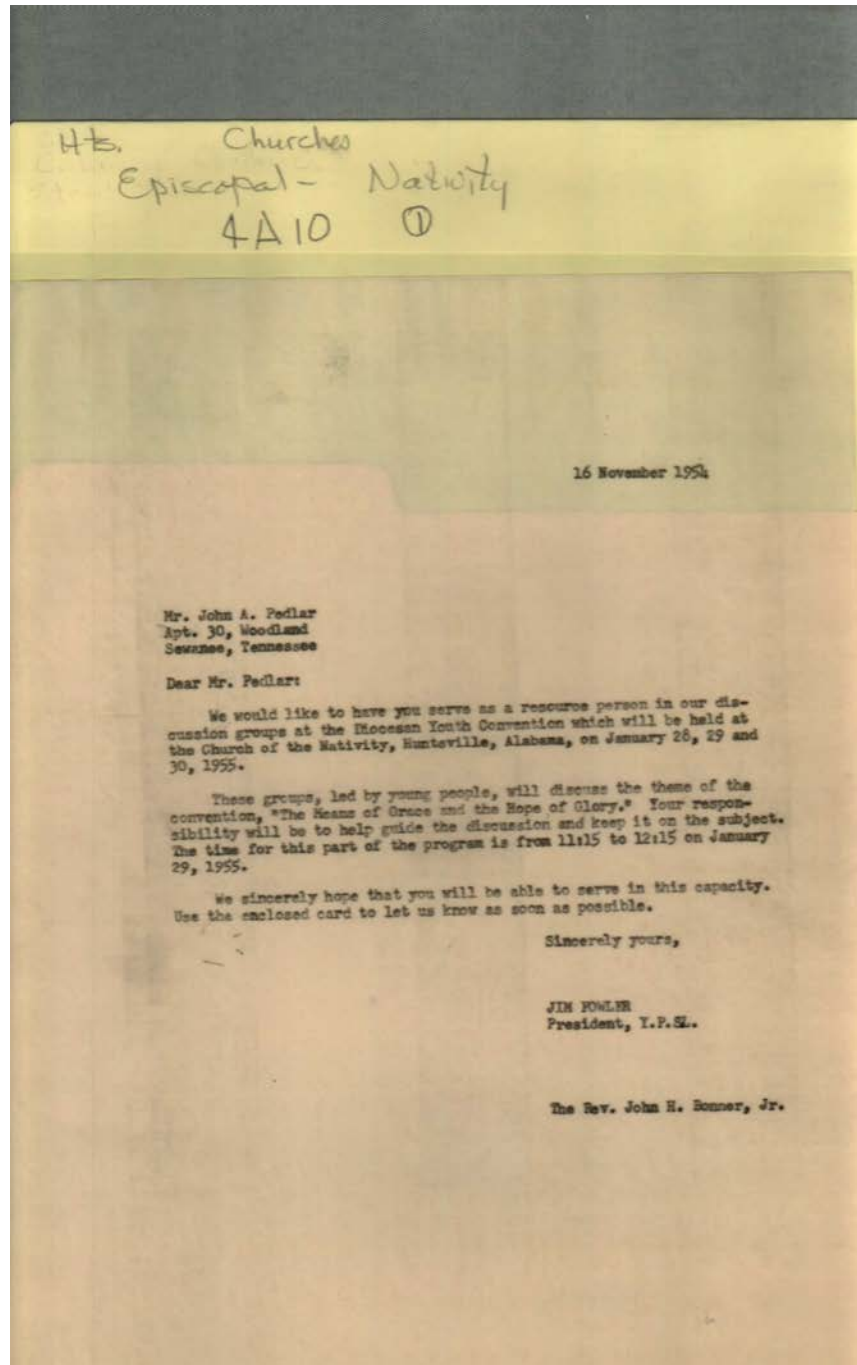 Hts. Churches
Episcopal - Nativity
4A10 ①
16 November 1954
Mr. John A. Pedlar
Apt. 30, Woodland
Sewanee, Tennessee
Dear Mr. Pedlar:
We would like to have you serve as a resource person in our dis-
cussion groups at the Diocesan Youth Convention which will be held at
the Church of the Nativity, Huntsville, Alabama, on January 28, 29 and
30, 1955.
These groups, led by young people, will discuss the theme of the
convention, "The Means of Grace and the Hope of Glory." Your respon-
sibility will be to help guide the discussion and keep it on the subject.
The time for this part of the program is from 11:15 to 12:15 on January
29, 1955.
We sincerely hope that you will be able to serve in this capacity.
Use the enclosed card to let us know as soon as possible.
Sincerely yours,
JIM FOWLER
President, Y.P.SL.
The Rev. John H. Bonner, Jr.